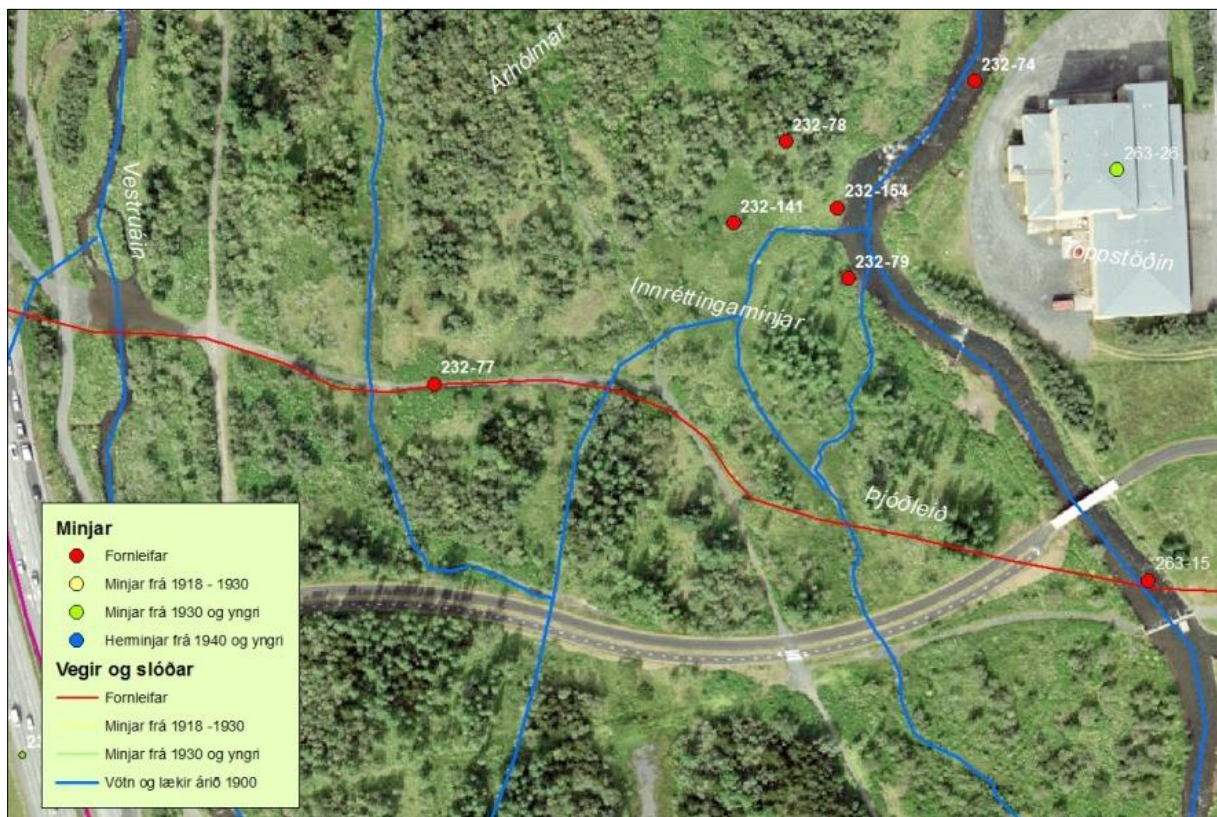 Árhólmar
232-74
232-78
263-26
232-154
232-141
Vestruáin
Toppstöðin
232-79
Innréttingaminjar
232-77
Þjóðleið
263-15
Minjar
Fornleifar
Minjar frá 1918 - 1930
Minjar frá 1930 og yngri
Herminjar frá 1940 og yngri
Vegir og slóðar
Fornleifar
Minjar frá 1918 -1930
Minjar frá 1930 og yngri
Vötn og lækir árið 1900